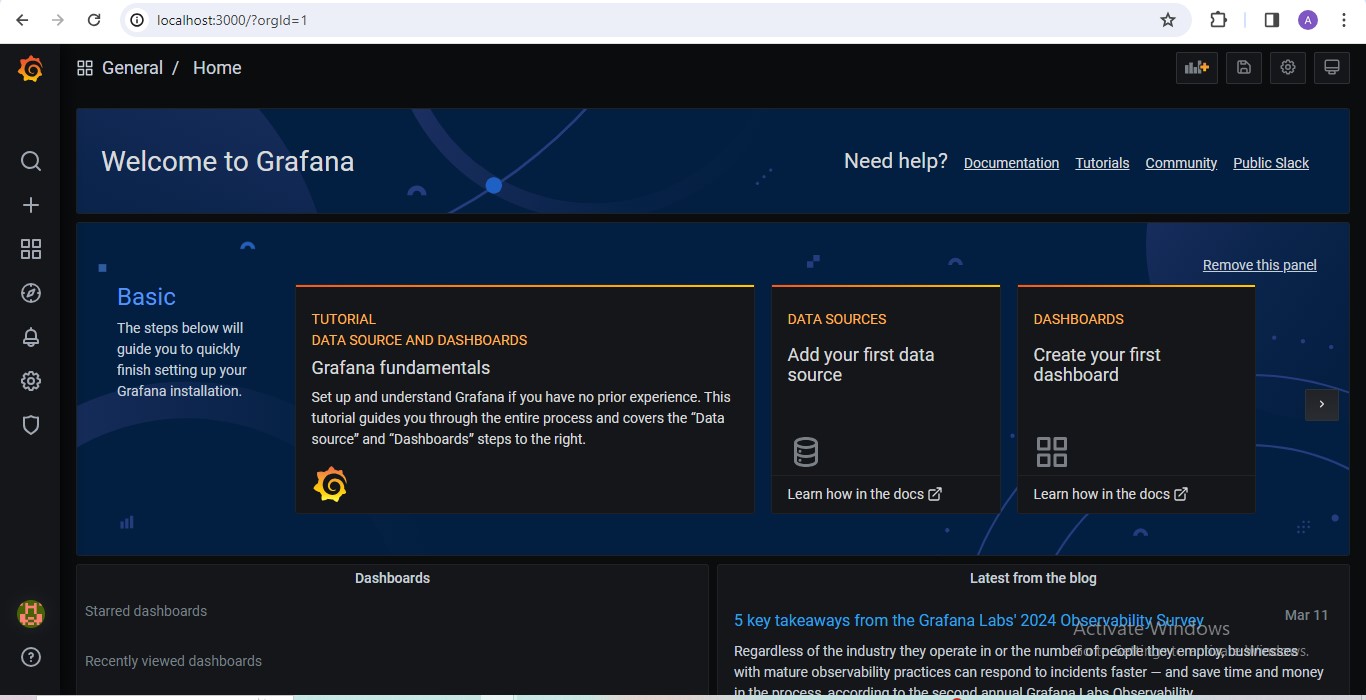 localhost:3000/?orgId=1
A
General / Home
Welcome to Grafana
Need help? Documentation Tutorials Community Public Slack
Remove this panel
Basic
The steps below will
guide you to quickly
finish setting up your
Grafana installation.
TUTORIAL
DATA SOURCE AND DASHBOARDS
Grafana fundamentals
Set up and understand Grafana if you have no prior experience. This
tutorial guides you through the entire process and covers the “Data
source” and “Dashboards” steps to the right.
DATA SOURCES
Add your first data
source
Learn how in the docs
DASHBOARDS
Create your first
dashboard
Learn how in the docs
Dashboards
Starred dashboards
Recently viewed dashboards
Latest from the blog
5 key takeaways from the Grafana Labs' 2024 Observability Survey
Mar 11
Activate Windows
Go to Settings to activate Windows.
Regardless of the industry they operate in or the number of people they employ, businesses
with mature observability practices can respond to incidents faster — and save time and money
in the process, according to the second annual Grafana Labs Observability